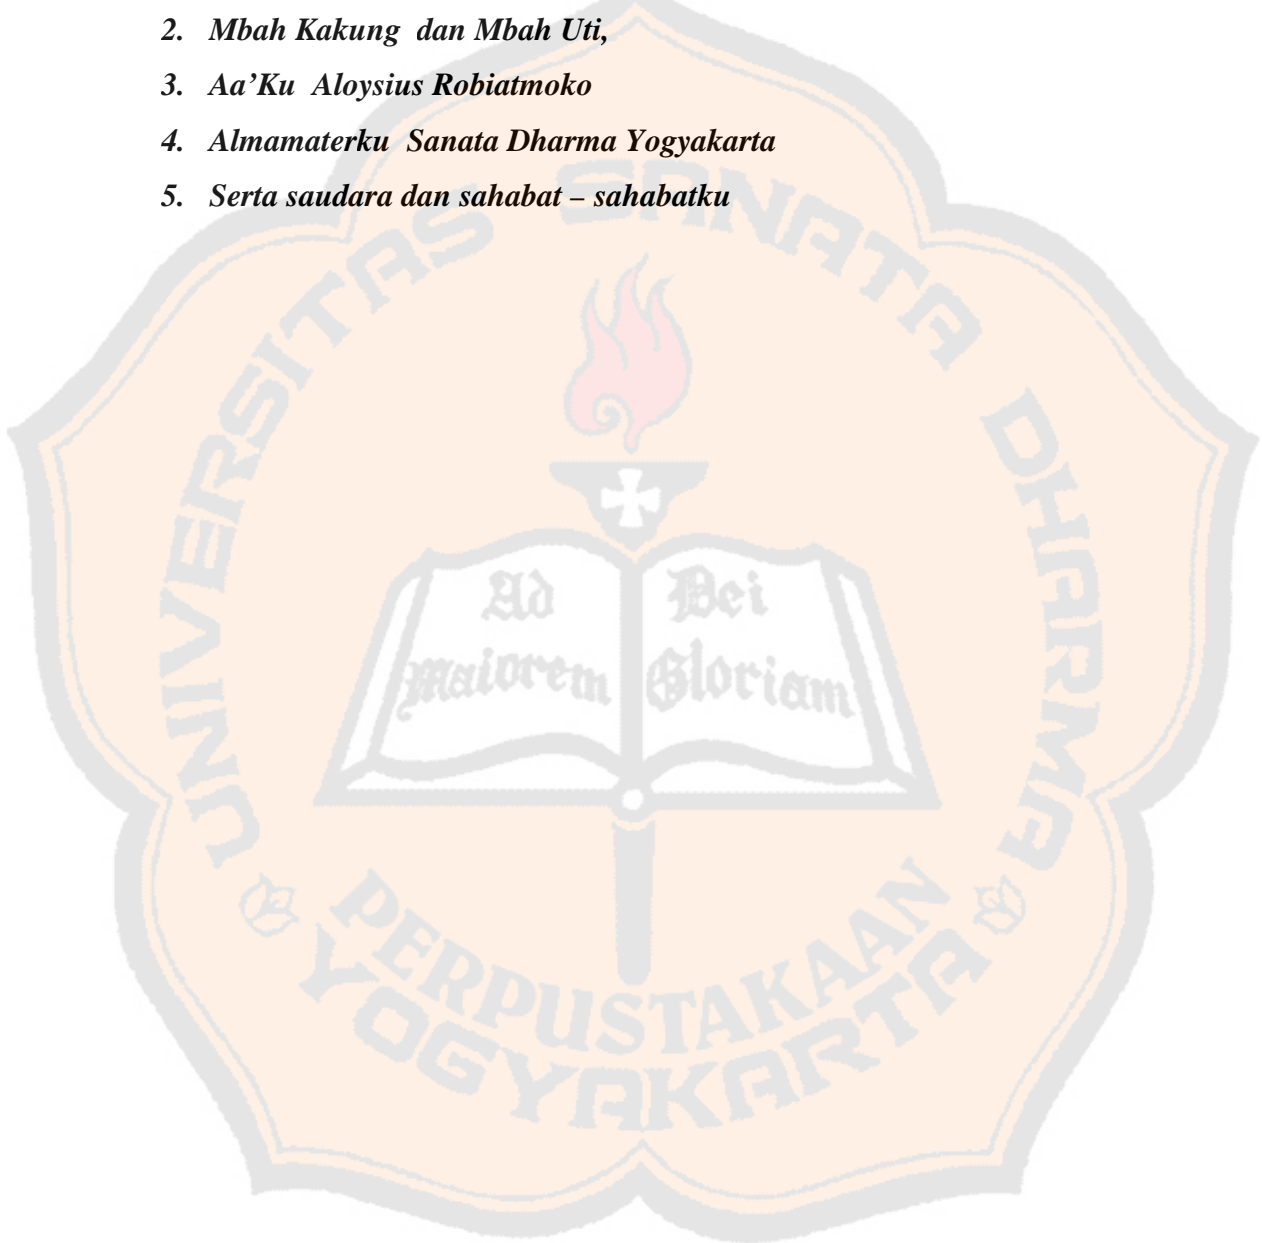 2. Mbah Kakung dan Mbah Uti,
3. Aa’Ku Aloysius Robiatmoko
4. Almamaterku Sanata Dharma Yogyakarta
5. Serta saudara dan sahabat – sahabatku
UNIVERSITAS SANATA DHARMA
Ad Dei
maiorem Gloriam
PERPUSTAKAAN
YOGYAKARTA